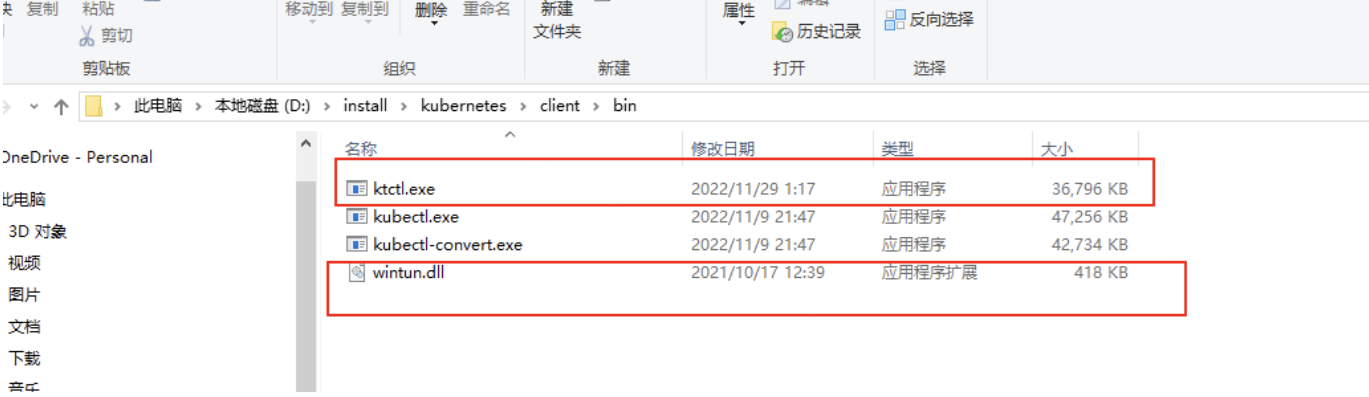 复制 粘贴 移动到 复制到 删除 重命名 新建 属性
剪切 文件夹 历史记录 反向选择
剪贴板 组织 新建 打开 选择
此电脑 本地磁盘 (D:) install kubernetes client bin
名称 修改日期 类型 大小
OneDrive - Personal
ktctl.exe 2022/11/29 1:17 应用程序 36,796 KB
此电脑
kubectl.exe 2022/11/9 21:47 应用程序 47,256 KB
3D 对象
kubectl-convert.exe 2022/11/9 21:47 应用程序 42,734 KB
视频
wintun.dll 2021/10/17 12:39 应用程序扩展 418 KB
图片
文档
下载
音乐